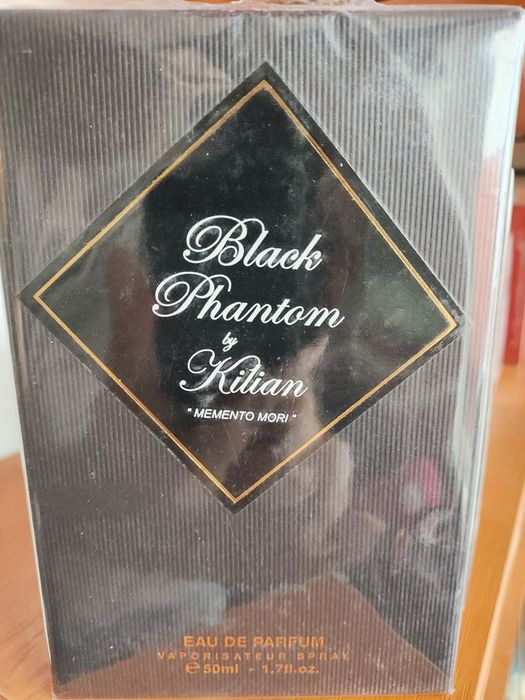 Black
Phantom
by
Kilian
" MEMENTO MORI "
EAU DE PARFUM
VAPORISATEUR SPRAY
℮50ml - 1.7fl.oz.